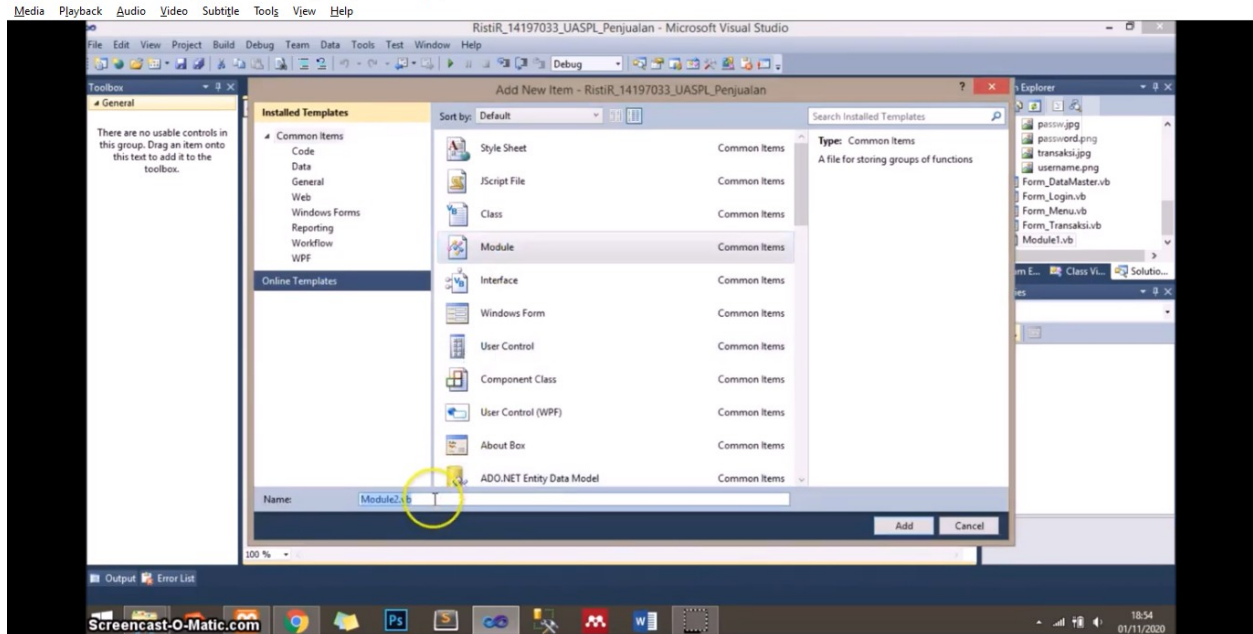 Media Playback Audio Video Subtitle Tools View Help
RistiR_14197033_UASPL_Penjualan - Microsoft Visual Studio
File Edit View Project Build Debug Team Data Tools Test Window Help
Debug
Toolbox
General
There are no usable controls in
this group. Drag an item onto
this text to add it to the
toolbox.
Add New Item - RistiR_14197033_UASPL_Penjualan
Installed Templates
Common Items
Code
Data
General
Web
Windows Forms
Reporting
Workflow
WPF
Online Templates
Sort by: Default
Search Installed Templates
Style Sheet Common Items
JScript File Common Items
Class Common Items
Module Common Items
Interface Common Items
Windows Form Common Items
User Control Common Items
Component Class Common Items
User Control (WPF) Common Items
About Box Common Items
ADO.NET Entity Data Model Common Items
Type: Common Items
A file for storing groups of functions
Name: Module2.vb
Add Cancel
Explorer
passw.jpg
password.png
transaksi.jpg
username.png
Form_DataMaster.vb
Form_Login.vb
Form_Menu.vb
Form_Transaksi.vb
Module1.vb
Class Vi... Solutio...
100 %
Output Error List
Screencast-O-Matic.com
Ps
18:54
01/11/2020